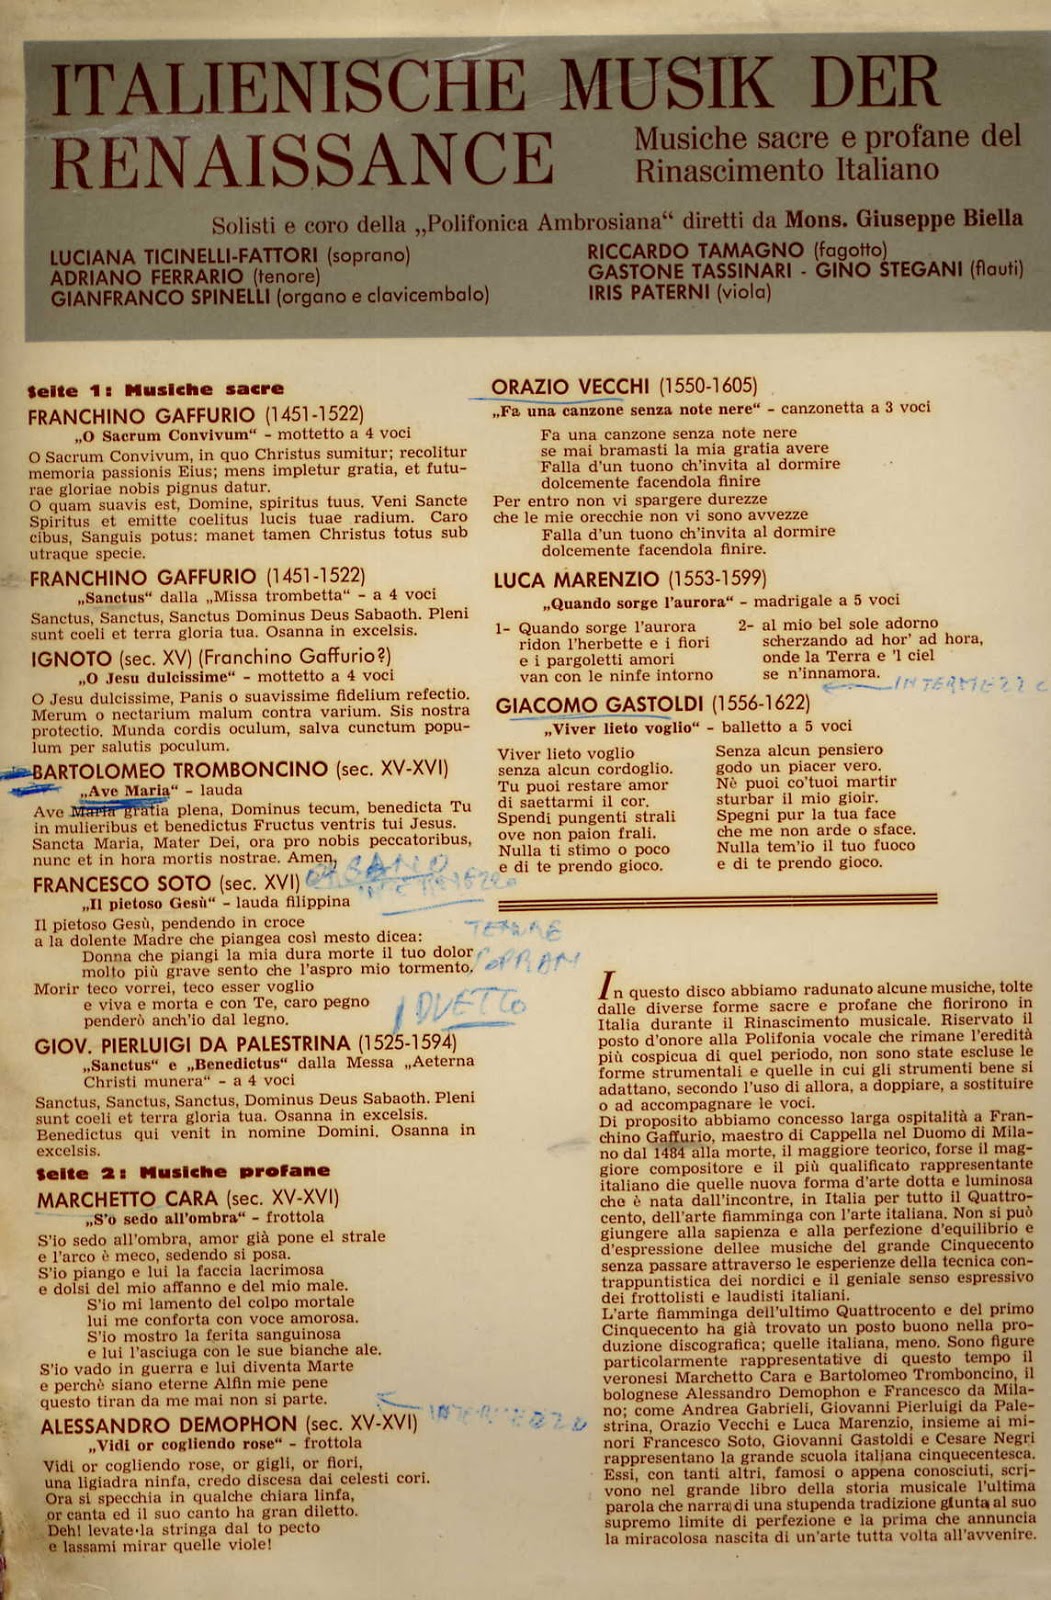 ITALIENISCHE MUSIK DER
RENAISSANCE
Musiche sacre e profane del
Rinascimento Italiano
Solisti e coro della „Polifonica Ambrosiana“ diretti da Mons. Giuseppe Biella
LUCIANA TICINELLI-FATTORI (soprano)
ADRIANO FERRARIO (tenore)
GIANFRANCO SPINELLI (organo e clavicembalo)
RICCARDO TAMAGNO (fagotto)
GASTONE TASSINARI - GINO STEGANI (flauti)
IRIS PATERNI (viola)
Seite 1: Musiche sacre
FRANCHINO GAFFURIO (1451-1522)
„O Sacrum Convivum“ - mottetto a 4 voci
O Sacrum Convivum, in quo Christus sumitur; recolitur
memoria passionis Eius; mens impletur gratia, et futu-
rae gloriae nobis pignus datur.
O quam suavis est, Domine, spiritus tuus. Veni Sancte
Spiritus et emitte coelitus lucis tuae radium. Caro
cibus, Sanguis potus: manet tamen Christus totus sub
utraque specie.
FRANCHINO GAFFURIO (1451-1522)
„Sanctus“ dalla „Missa trombetta“ - a 4 voci
Sanctus, Sanctus, Sanctus Dominus Deus Sabaoth. Pleni
sunt coeli et terra gloria tua. Osanna in excelsis.
IGNOTO (sec. XV) (Franchino Gaffurio?)
„O Jesu dulcissime“ - mottetto a 4 voci
O Jesu dulcissime, Panis o suavissime fidelium refectio.
Merum o nectarium malum contra varium. Sis nostra
protectio. Munda cordis oculum, salva cunctum popu-
lum per salutis poculum.
BARTOLOMEO TROMBONCINO (sec. XV-XVI)
„Ave Maria“ - lauda
Ave Maria gratia plena, Dominus tecum, benedicta Tu
in mulieribus et benedictus Fructus ventris tui Jesus.
Sancta Maria, Mater Dei, ora pro nobis peccatoribus,
nunc et in hora mortis nostrae. Amen.
ORGANO
INTERMEZZO
FRANCESCO SOTO (sec. XVI)
„Il pietoso Gesù“ - lauda filippina
Il pietoso Gesù, pendendo in croce
a la dolente Madre che piangea così mesto dicea:
Donna che piangi la mia dura morte il tuo dolor
molto più grave sento che l'aspro mio tormento.
Morir teco vorrei, teco esser voglio
e viva e morta e con Te, caro pegno
penderò anch'io dal legno.
TENORE
SOPRAN
DUETTO
GIOV. PIERLUIGI DA PALESTRINA (1525-1594)
„Sanctus“ e „Benedictus“ dalla Messa „Aeterna
Christi munera“ - a 4 voci
Sanctus, Sanctus, Sanctus, Dominus Deus Sabaoth. Pleni
sunt coeli et terra gloria tua. Osanna in excelsis.
Benedictus qui venit in nomine Domini. Osanna in
excelsis.
Seite 2: Musiche profane
MARCHETTO CARA (sec. XV-XVI)
„S'o sedo all'ombra“ - frottola
S'io sedo all'ombra, amor già pone el strale
e l'arco è meco, sedendo si posa.
S'io piango e lui la faccia lacrimosa
e dolsi del mio affanno e del mio male.
S'io mi lamento del colpo mortale
lui me conforta con voce amorosa.
S'io mostro la ferita sanguinosa
e lui l'asciuga con le sue bianche ale.
S'io vado in guerra e lui diventa Marte
e perchè siano eterne Alfin mie pene
questo tiran da me mai non si parte.
INTERMEZZO
ALESSANDRO DEMOPHON (sec. XV-XVI)
„Vidi or cogliendo rose“ - frottola
Vidi or cogliendo rose, or gigli, or fiori,
una ligiadra ninfa, credo discesa dai celesti cori.
Ora si specchia in qualche chiara linfa,
or canta ed il suo canto ha gran diletto.
Deh! levate-la stringa dal to pecto
e lassami mirar quelle viole!
ORAZIO VECCHI (1550-1605)
„Fa una canzone senza note nere“ - canzonetta a 3 voci
Fa una canzone senza note nere
se mai bramasti la mia gratia avere
Falla d'un tuono ch'invita al dormire
dolcemente facendola finire
Per entro non vi spargere durezze
che le mie orecchie non vi sono avvezze
Falla d'un tuono ch'invita al dormire
dolcemente facendola finire.
LUCA MARENZIO (1553-1599)
„Quando sorge l'aurora“ - madrigale a 5 voci
1- Quando sorge l'aurora
ridon l'herbette e i fiori
e i pargoletti amori
van con le ninfe intorno
2- al mio bel sole adorno
scherzando ad hor' ad hora,
onde la Terra e 'l ciel
se n'innamora.
INTERMEZZO
GIACOMO GASTOLDI (1556-1622)
„Viver lieto voglio“ - balletto a 5 voci
Viver lieto voglio
senza alcun cordoglio.
Tu puoi restare amor
di saettarmi il cor.
Spendi pungenti strali
ove non paion frali.
Nulla ti stimo o poco
e di te prendo gioco.
Senza alcun pensiero
godo un piacer vero.
Nè puoi co'tuoi martir
sturbar il mio gioir.
Spegni pur la tua face
che me non arde o sface.
Nulla tem'io il tuo fuoco
e di te prendo gioco.
In questo disco abbiamo radunato alcune musiche, tolte
dalle diverse forme sacre e profane che fiorirono in
Italia durante il Rinascimento musicale. Riservato il
posto d'onore alla Polifonia vocale che rimane l'eredità
più cospicua di quel periodo, non sono state escluse le
forme strumentali e quelle in cui gli strumenti bene si
adattano, secondo l'uso di allora, a doppiare, a sostituire
o ad accompagnare le voci.
Di proposito abbiamo concesso larga ospitalità a Fran-
chino Gaffurio, maestro di Cappella nel Duomo di Mila-
no dal 1484 alla morte, il maggiore teorico, forse il mag-
giore compositore e il più qualificato rappresentante
italiano die quelle nuova forma d'arte dotta e luminosa
che è nata dall'incontre, in Italia per tutto il Quattro-
cento, dell'arte fiamminga con l'arte italiana. Non si può
giungere alla sapienza e alla perfezione d'equilibrio e
d'espressione dellee musiche del grande Cinquecento
senza passare attraverso le esperienze della tecnica con-
trappuntistica dei nordici e il geniale senso espressivo
dei frottolisti e laudisti italiani.
L'arte fiamminga dell'ultimo Quattrocento e del primo
Cinquecento ha già trovato un posto buono nella pro-
duzione discografica; quelle italiana, meno. Sono figure
particolarmente rappresentative di questo tempo il
veronesi Marchetto Cara e Bartolomeo Tromboncino, il
bolognese Alessandro Demophon e Francesco da Mila-
no; come Andrea Gabrieli, Giovanni Pierluigi da Pale-
strina, Orazio Vecchi e Luca Marenzio, insieme ai mi-
nori Francesco Soto, Giovanni Gastoldi e Cesare Negri
rappresentano la grande scuola italiana cinquecentesca.
Essi, con tanti altri, famosi o appena conosciuti, scri-
vono nel grande libro della storia musicale l'ultima
parola che narra di una stupenda tradizione giunta al suo
supremo limite di perfezione e la prima che annuncia
la miracolosa nascita di un'arte tutta volta all'avvenire.